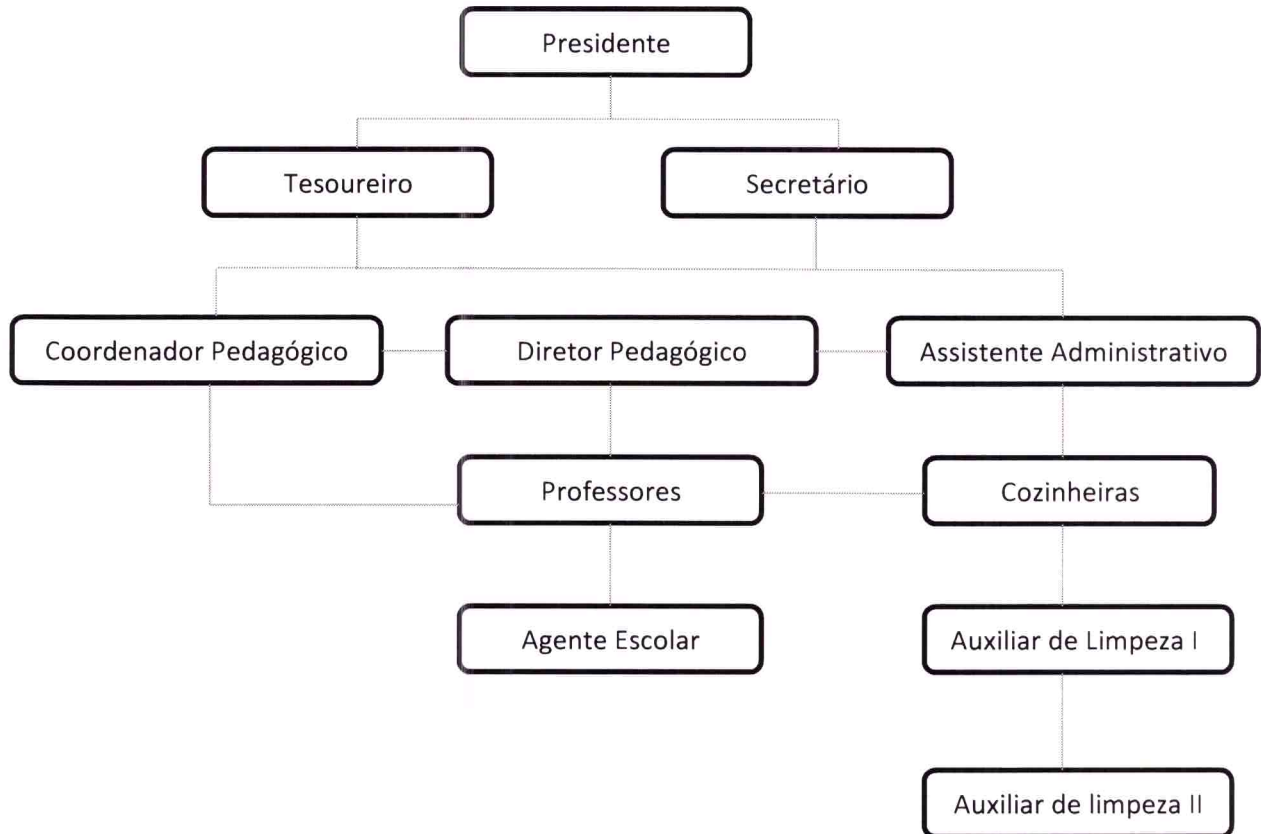 Presidente
Tesoureiro
Secretário
Coordenador Pedagógico
Diretor Pedagógico
Assistente Administrativo
Professores
Cozinheiras
Agente Escolar
Auxiliar de Limpeza I
Auxiliar de limpeza II